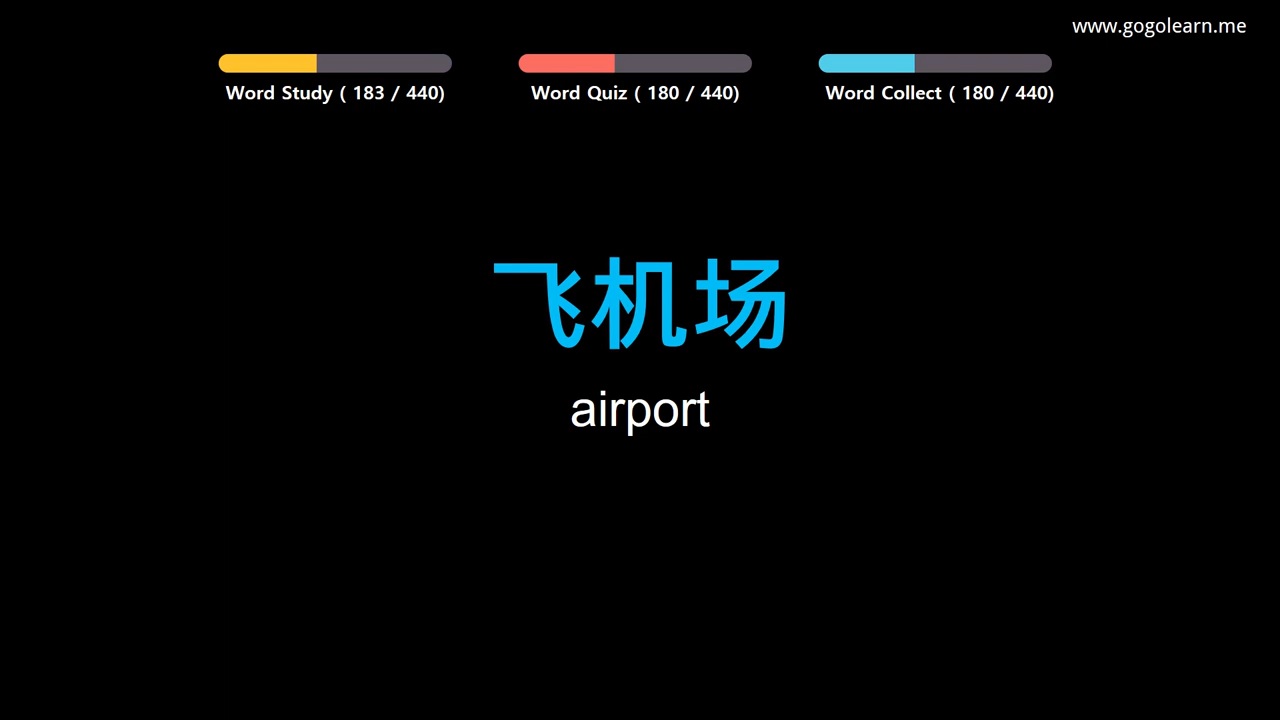 www.gogolearn.me
Word Study ( 183 / 440)
Word Quiz ( 180 / 440)
Word Collect ( 180 / 440)
飞机场
airport